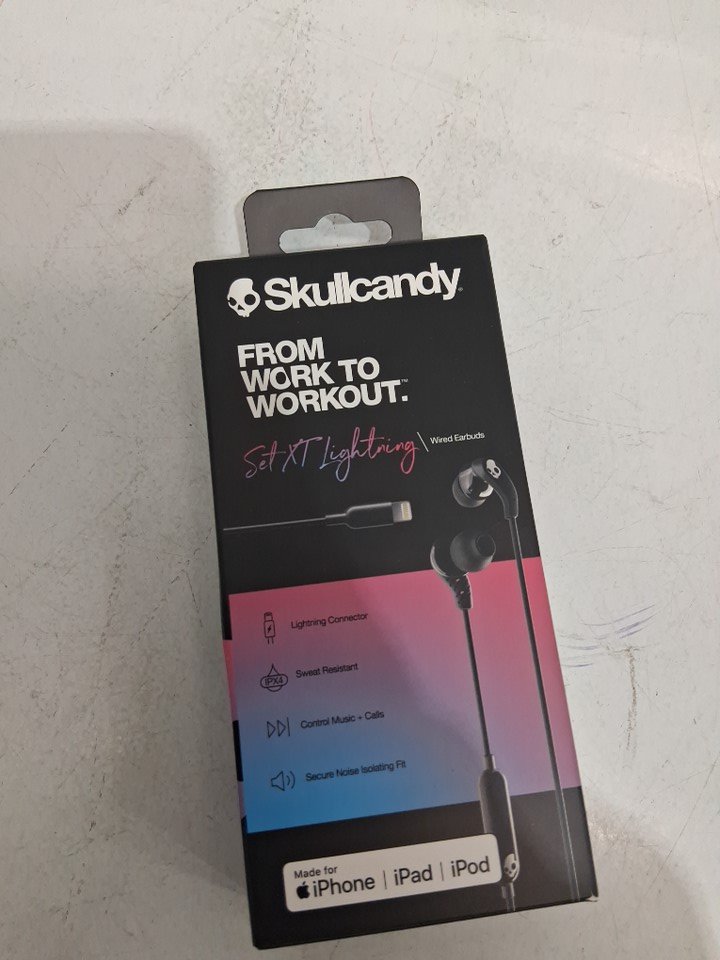 Skullcandy®
FROM
WORK TO
WORKOUT.™
Set XT Lightning \ Wired Earbuds
Lightning Connector
IPX4 Sweat Resistant
Control Music + Calls
Secure Noise Isolating Fit
Made for
iPhone | iPad | iPod